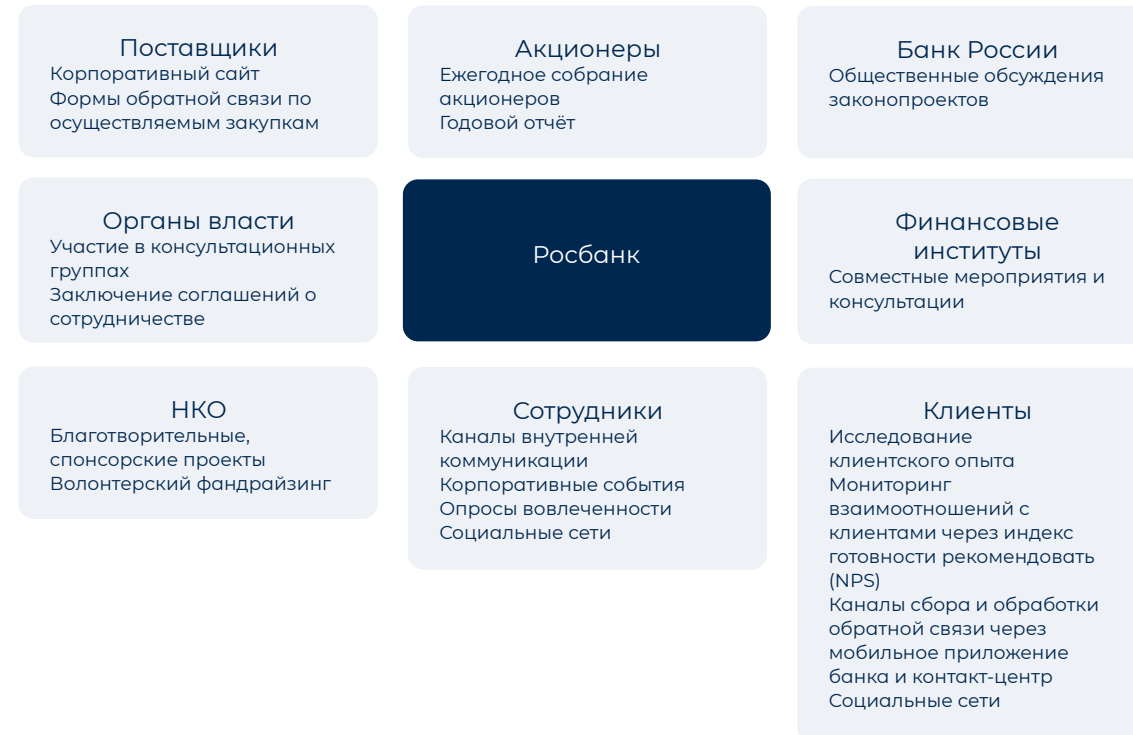 Поставщики
Корпоративный сайт
Формы обратной связи по
осуществляемым закупкам
Акционеры
Ежегодное собрание
акционеров
Годовой отчёт
Банк России
Общественные обсуждения
законопроектов
Органы власти
Участие в консультационных
группах
Заключение соглашений о
сотрудничестве
Росбанк
Финансовые
институты
Совместные мероприятия и
консультации
НКО
Благотворительные,
спонсорские проекты
Волонтерский фандрайзинг
Сотрудники
Каналы внутренней
коммуникации
Корпоративные события
Опросы вовлеченности
Социальные сети
Клиенты
Исследование
клиентского опыта
Мониторинг
взаимоотношений с
клиентами через индекс
готовности рекомендовать
(NPS)
Каналы сбора и обработки
обратной связи через
мобильное приложение
банка и контакт-центр
Социальные сети